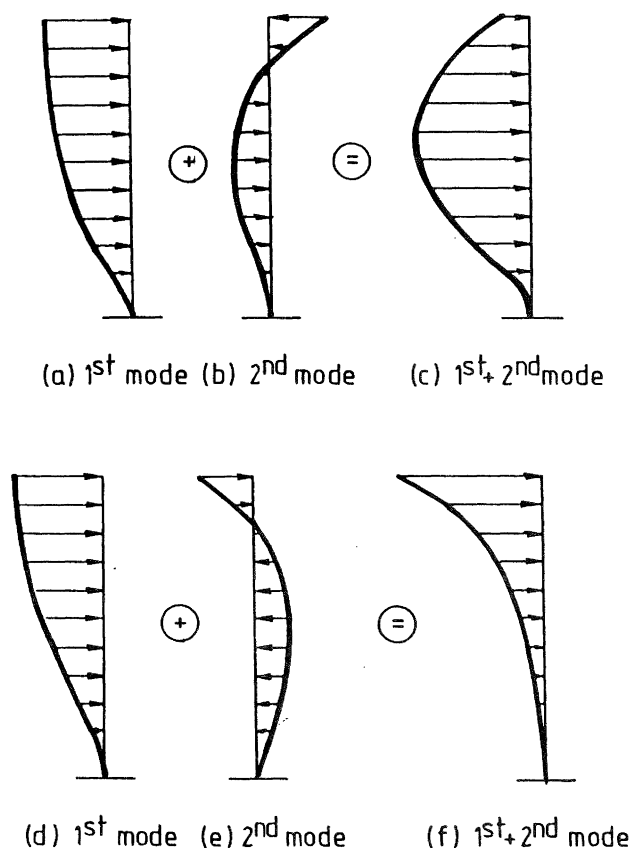 + =
(a) 1st mode (b) 2nd mode (c) 1st+ 2nd mode
+ =
(d) 1st mode (e) 2nd mode (f) 1st+2nd mode